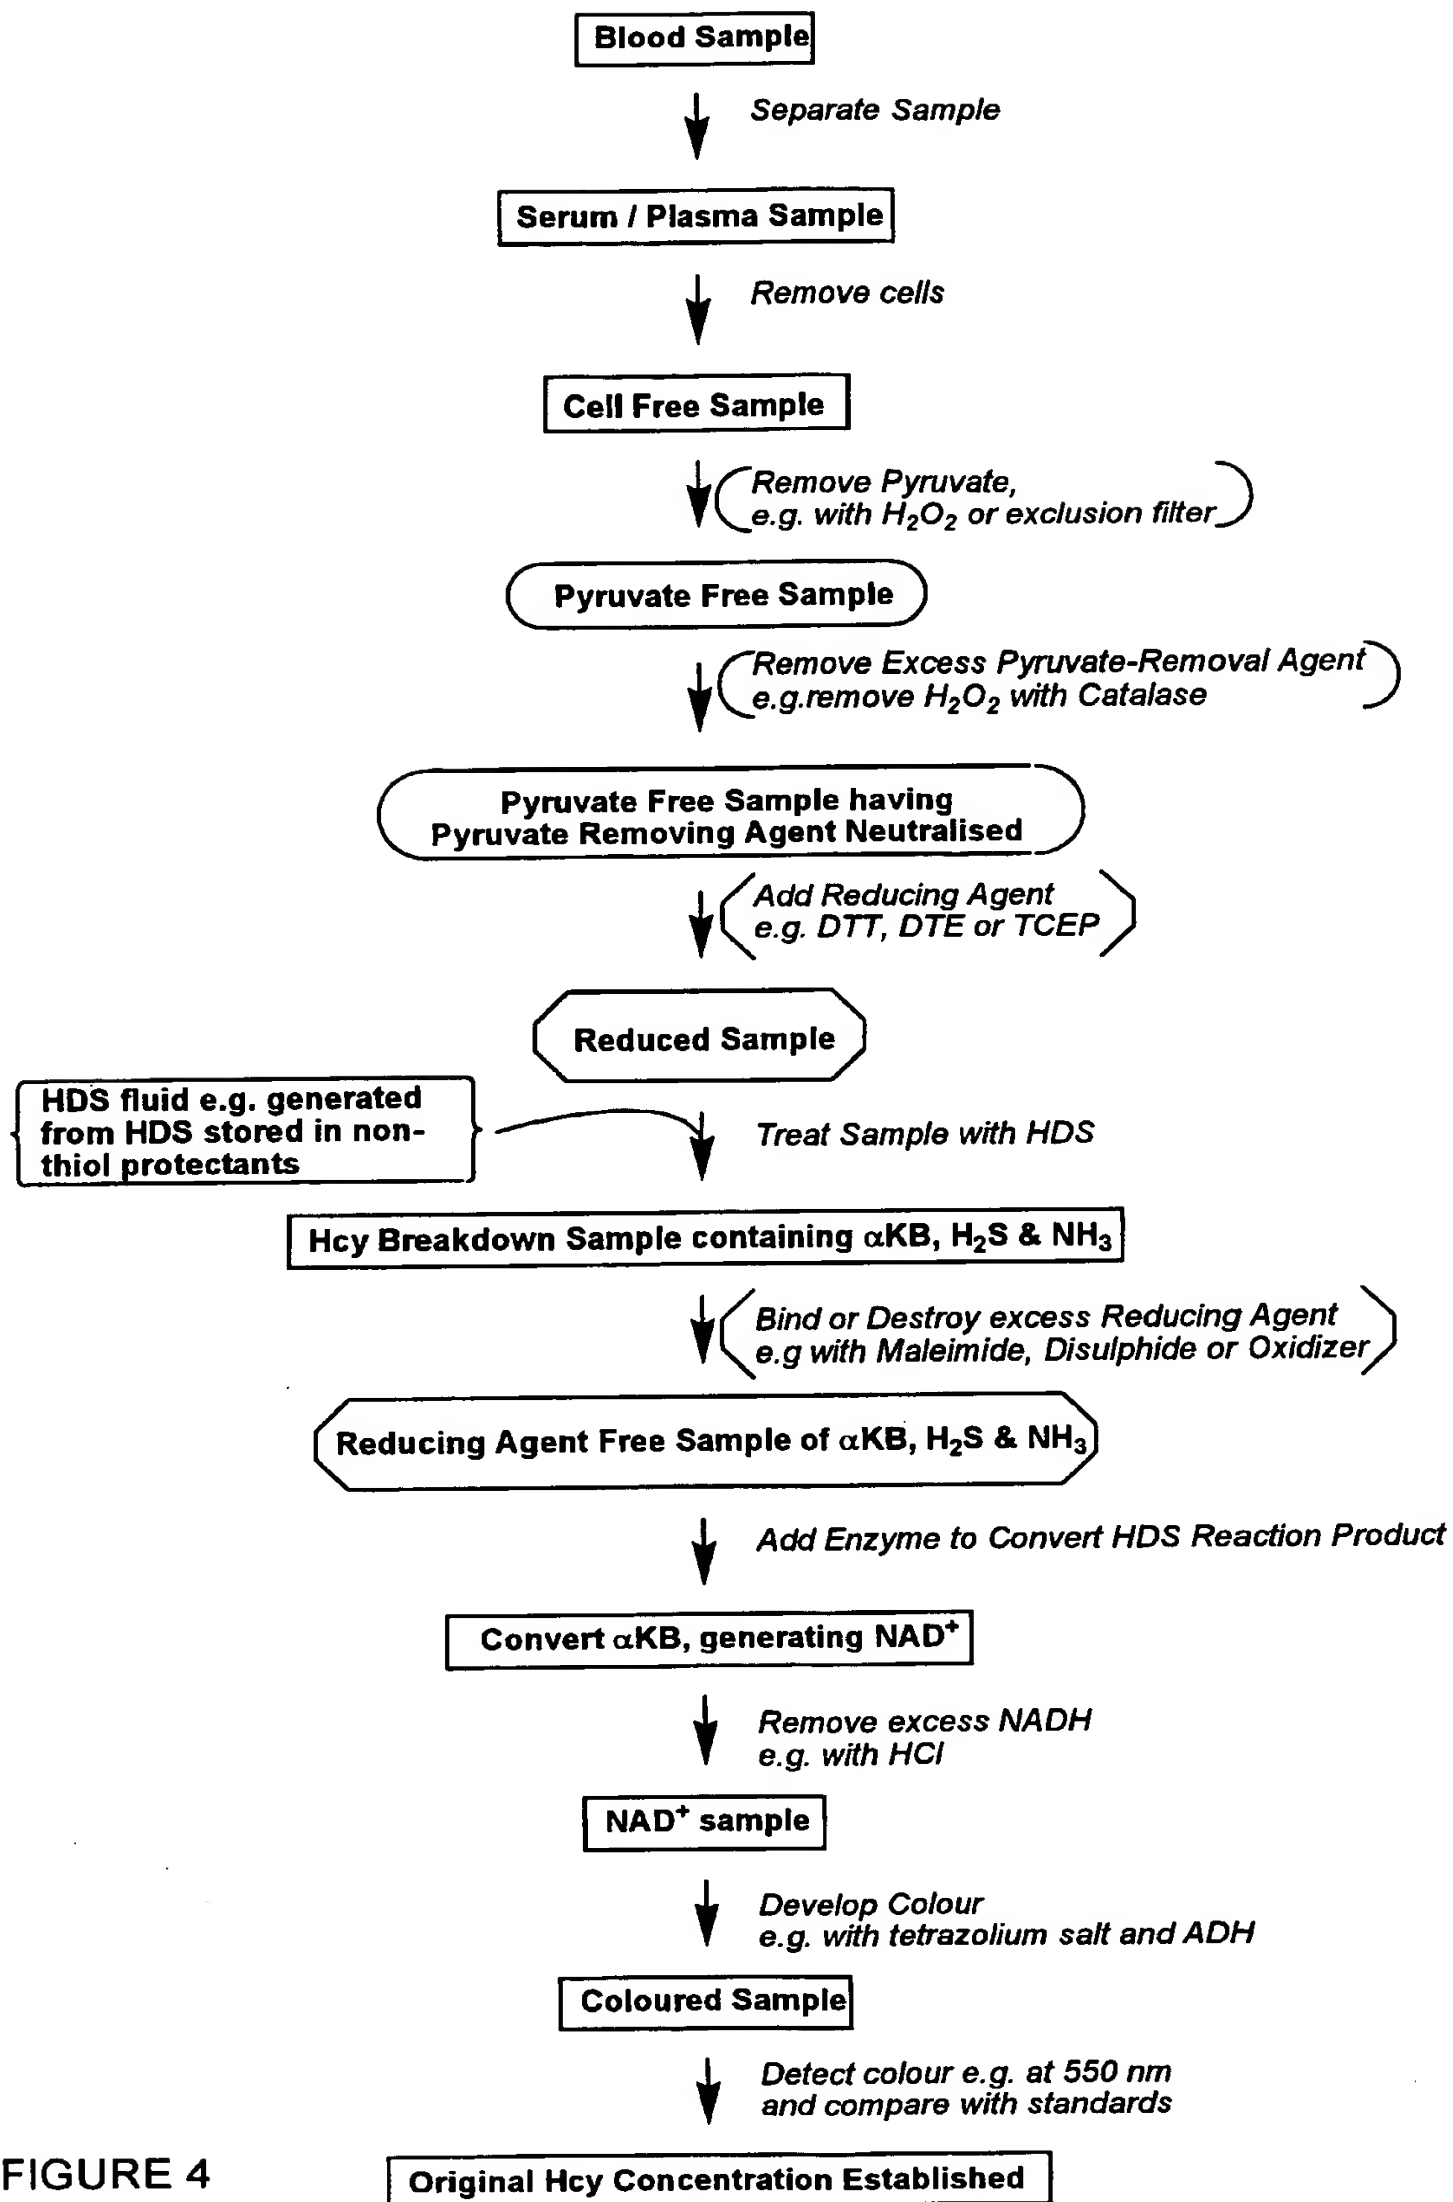 Blood Sample
Separate Sample
Serum / Plasma Sample
Remove cells
Cell Free Sample
Remove Pyruvate,
e.g. with H₂O₂ or exclusion filter
Pyruvate Free Sample
Remove Excess Pyruvate-Removal Agent
e.g.remove H₂O₂ with Catalase
Pyruvate Free Sample having
Pyruvate Removing Agent Neutralised
Add Reducing Agent
e.g. DTT, DTE or TCEP
Reduced Sample
HDS fluid e.g. generated
from HDS stored in non-
thiol protectants
Treat Sample with HDS
Hcy Breakdown Sample containing αKB, H₂S & NH₃
Bind or Destroy excess Reducing Agent
e.g with Maleimide, Disulphide or Oxidizer
Reducing Agent Free Sample of αKB, H₂S & NH₃
Add Enzyme to Convert HDS Reaction Product
Convert αKB, generating NAD⁺
Remove excess NADH
e.g. with HCl
NAD⁺ sample
Develop Colour
e.g. with tetrazolium salt and ADH
Coloured Sample
Detect colour e.g. at 550 nm
and compare with standards
FIGURE 4
Original Hcy Concentration Established